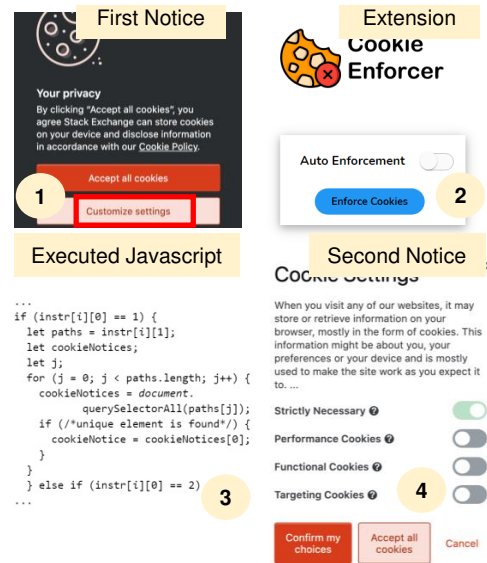 First Notice
Your privacy
By clicking "Accept all cookies", you
agree Stack Exchange can store cookies
on your device and disclose information
in accordance with our Cookie Policy.
Accept all cookies
1
Customize settings
Extension
Cookie
Enforcer
Auto Enforcement
Enforce Cookies
2
Executed Javascript
...
if (instr[i][0] == 1) {
let paths = instr[i][1];
let cookieNotices;
let j;
for (j = 0; j < paths.length; j++) {
cookieNotices = document.
querySelectorAll(paths[j]);
if (/*unique element is found*/) {
cookieNotice = cookieNotices[0];
}
}
} else if (instr[i][0] == 2)
...
3
Second Notice
Cookie Settings
When you visit any of our websites, it may
store or retrieve information on your
browser, mostly in the form of cookies. This
information might be about you, your
preferences or your device and is mostly
used to make the site work as you expect it
to. ...
Strictly Necessary
Performance Cookies
Functional Cookies
Targeting Cookies
4
Confirm my
choices
Accept all
cookies
Cancel